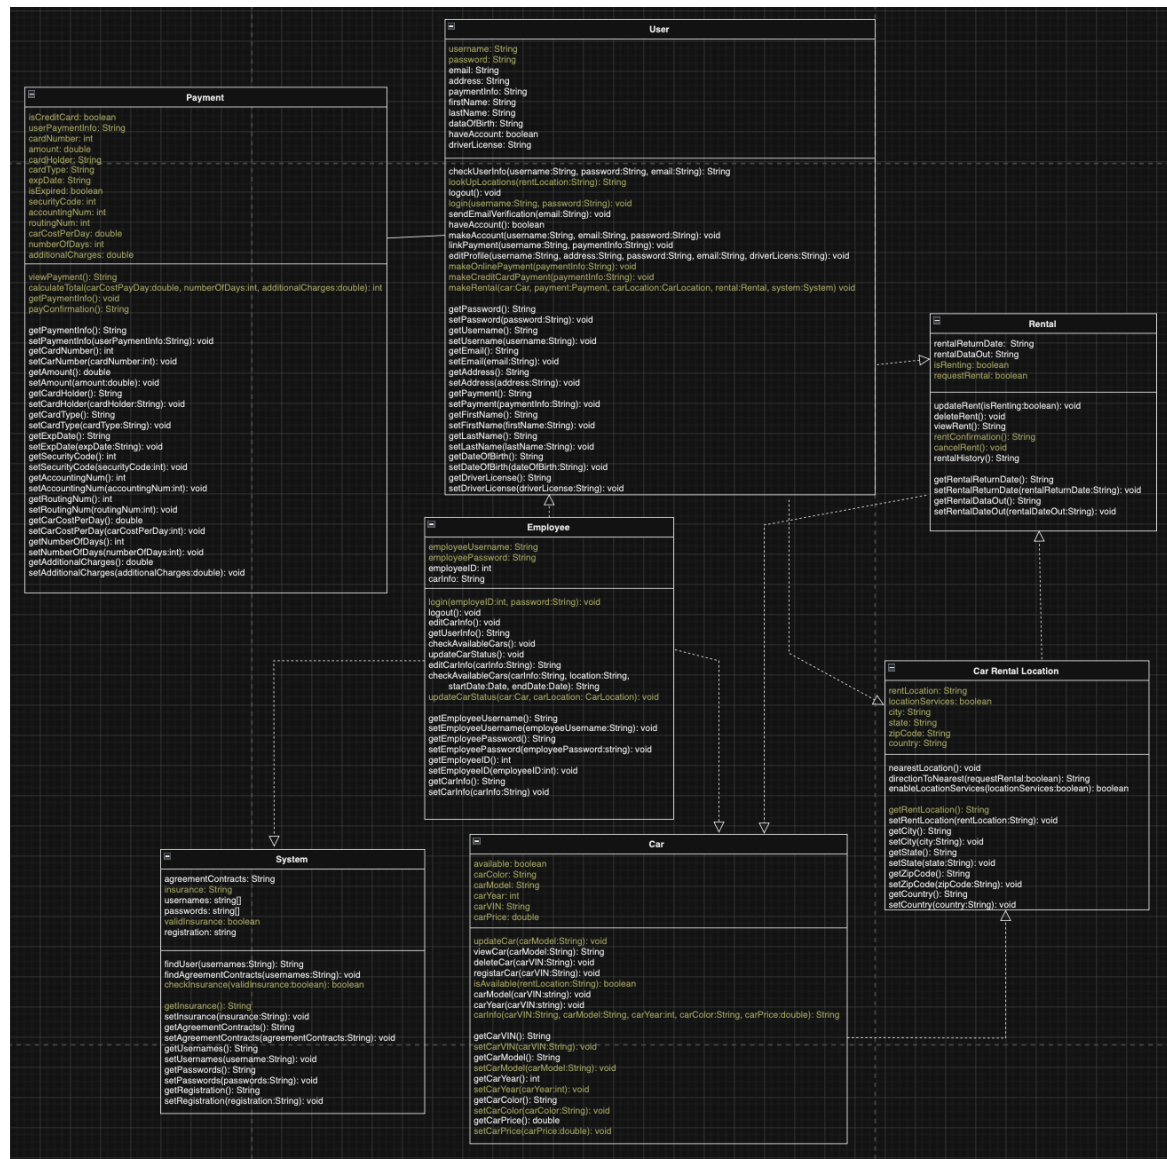 User
username: String
password: String
email: String
address: String
paymentInfo: String
firstName: String
lastName: String
dataOfBirth: String
haveAccount: boolean
driverLicense: String
checkUserInfo(username:String, password:String, email:String): String
lookUpLocations(rentLocation:String): String
logout(): void
login(username:String, password:String): void
sendEmailVerification(email:String): void
haveAccount(): boolean
makeAccount(username:String, email:String, password:String): void
linkPayment(username:String, paymentInfo:String): void
editProfile(username:String, address:String, password:String, email:String, driverLicens:String): void
makeOnlinePayment(paymentInfo:String): void
makeCreditCardPayment(paymentInfo:String): void
makeRental(car:Car, payment:Payment, carLocation:CarLocation, rental:Rental, system:System) void
getPassword(): String
setPassword(password:String): void
getUsername(): String
setUsername(username:String): void
getEmail(): String
setEmail(email:String): void
getAddress(): String
setAddress(address:String): void
getPayment(): String
setPayment(paymentInfo:String): void
getFirstName(): String
setFirstName(firstName:String): void
getLastName(): String
setLastName(lastName:String): void
getDateOfBirth(): String
setDateOfBirth(dateOfBirth:String): void
getDriverLicense(): String
setDriverLicense(driverLicense:String): void
Payment
isCreditCard: boolean
userPaymentInfo: String
cardNumber: int
amount: double
cardHolder: String
cardType: String
expDate: String
isExpired: boolean
securityCode: int
accountingNum: int
routingNum: int
carCostPerDay: double
numberOfDays: int
additionalCharges: double
viewPayment(): String
calculateTotal(carCostPayDay:double, numberOfDays:int, additionalCharges:double): int
getPaymentInfo(): void
payConfirmation(): String
getPaymentInfo(): String
setPaymentInfo(userPaymentInfo:String): void
getCardNumber(): int
setCarNumber(cardNumber:int): void
getAmount(): double
setAmount(amount:double): void
getCardHolder(): String
setCardHolder(cardHolder:String): void
getCardType(): String
setCardType(cardType:String): void
getExpDate(): String
setExpDate(expDate:String): void
getSecurityCode(): int
setSecurityCode(securityCode:int): void
getAccountingNum(): int
setAccountingNum(accountingNum:int): void
getRoutingNum(): int
setRoutingNum(routingNum:int): void
getCarCostPerDay(): double
setCarCostPerDay(carCostPerDay:int): void
getNumberOfDays(): int
setNumberOfDays(numberOfDays:int): void
getAdditionalCharges(): double
setAdditionalCharges(additionalCharges:double): void
Rental
rentalReturnDate: String
rentalDataOut: String
isRenting: boolean
requestRental: boolean
updateRent(isRenting:boolean): void
deleteRent(): void
viewRent(): String
rentConfirmation(): String
cancelRent(): void
rentalHistory(): String
getRentalReturnDate(): String
setRentalReturnDate(rentalReturnDate:String): void
getRentalDataOut(): String
setRentalDateOut(rentalDateOut:String): void
Employee
employeeUsername: String
employeePassword: String
employeeID: int
carInfo: String
login(employeID:int, password:String): void
logout(): void
editCarInfo(): void
getUserInfo(): String
checkAvailableCars(): void
updateCarStatus(): void
editCarInfo(carInfo:String): String
checkAvailableCars(carInfo:String, location:String,
startDate:Date, endDate:Date): String
updateCarStatus(car:Car, carLocation: CarLocation): void
getEmployeeUsername(): String
setEmployeeUsername(employeeUsername:String): void
getEmployeePassword(): String
setEmployeePassword(employeePassword:string): void
getEmployeeID(): int
setEmployeeID(employeeID:int): void
getCarInfo(): String
setCarInfo(carInfo:String) void
Car Rental Location
rentLocation: String
locationServices: boolean
city: String
state: String
zipCode: String
country: String
nearestLocation(): void
directionToNearest(requestRental:boolean): String
enableLocationServices(locationServices:boolean): boolean
getRentLocation(): String
setRentLocation(rentLocation:String): void
getCity(): String
setCity(city:String): void
getState(): String
setState(state:String): void
getZipCode(): String
setZipCode(zipCode:String): void
getCountry(): String
setCountry(country:String): void
System
agreementContracts: String
insurance: String
usernames: string[]
passwords: string[]
validInsurance: boolean
registration: string
findUser(usernames:String): String
findAgreementContracts(usernames:String): void
checkInsurance(validInsurance:boolean): boolean
getInsurance(): String
setInsurance(insurance:String): void
getAgreementContracts(): String
setAgreementContracts(agreementContracts:String): void
getUsernames(): String
setUsernames(username:String): void
getPasswords(): String
setPasswords(passwords:String): void
getRegistration(): String
setRegistration(registration:String): void
Car
available: boolean
carColor: String
carModel: String
carYear: int
carVIN: String
carPrice: double
updateCar(carModel:String): void
viewCar(carModel:String): String
deleteCar(carVIN:String): void
registarCar(carVIN:String): void
isAvailable(rentLocation:String): boolean
carModel(carVIN:string): void
carYear(carVIN:string): void
carInfo(carVIN:String, carModel:String, carYear:int, carColor:String, carPrice:double): String
getCarVIN(): String
setCarVIN(carVIN:String): void
getCarModel(): String
setCarModel(carModel:String): void
getCarYear(): int
setCarYear(carYear:int): void
getCarColor(): String
setCarColor(carColor:String): void
getCarPrice(): double
setCarPrice(carPrice:double): void